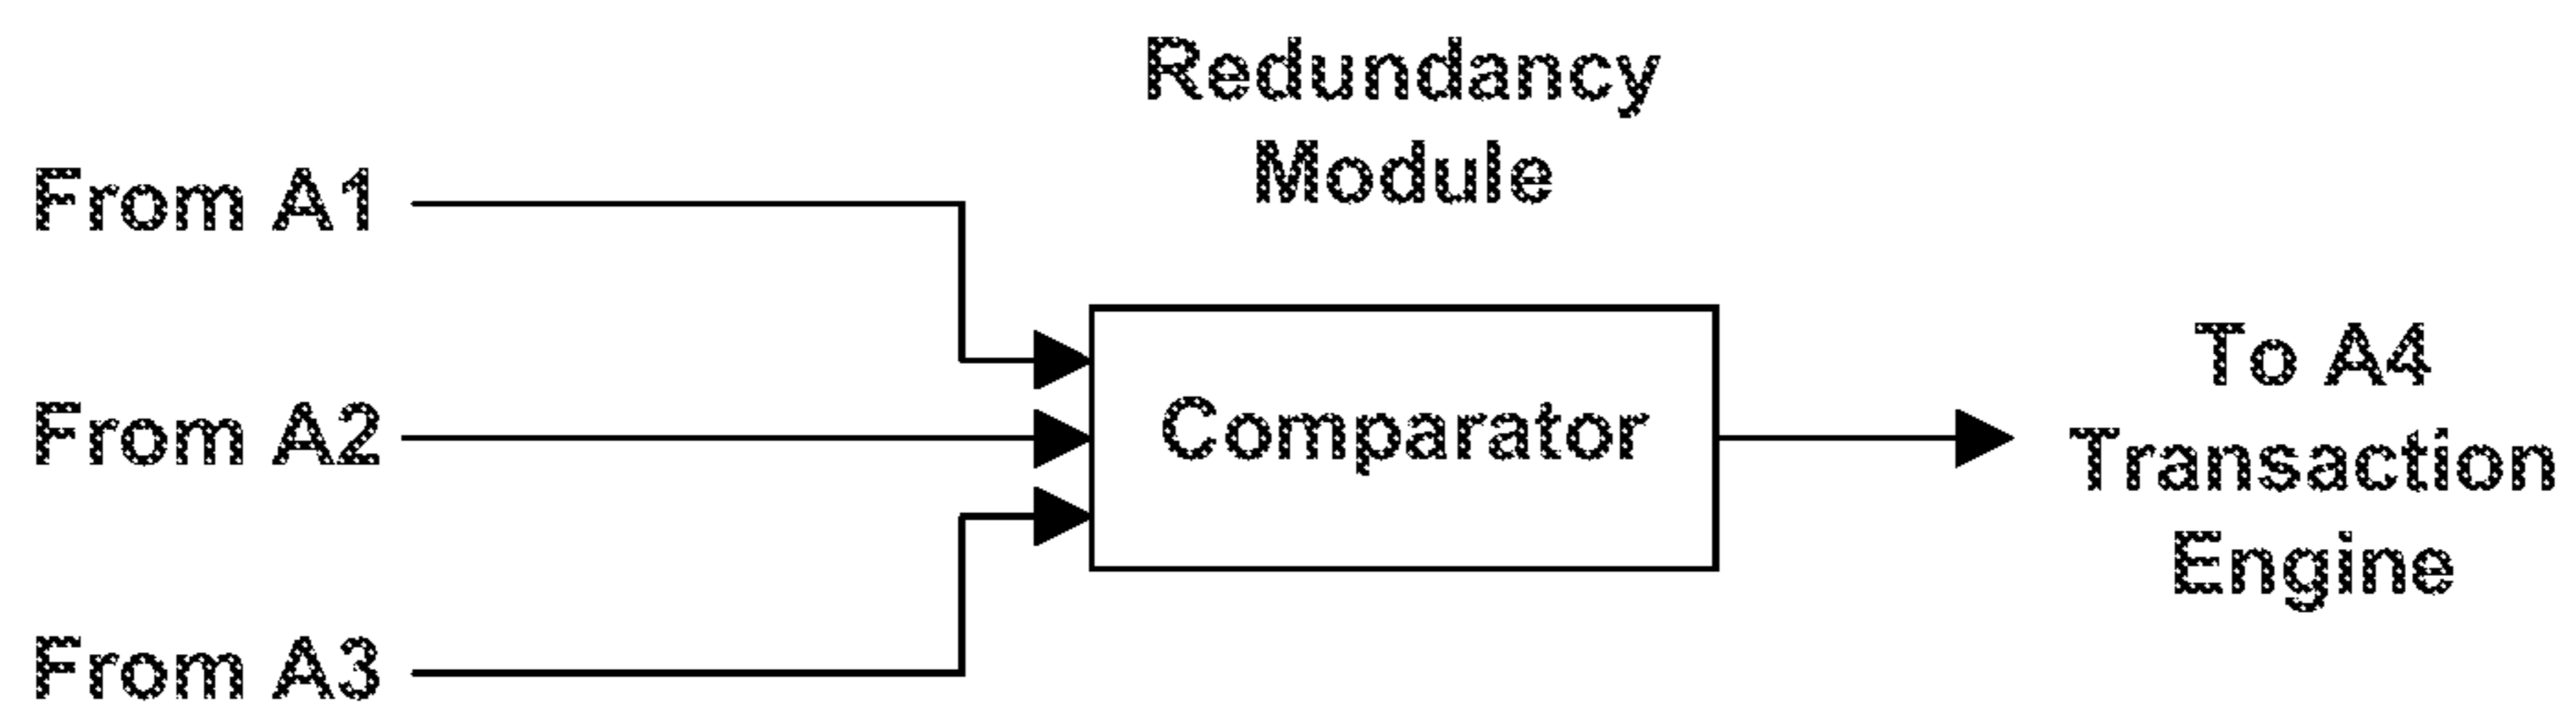 Redundancy
Module
From A1
From A2
From A3
Comparator
To A4
Transaction
Engine